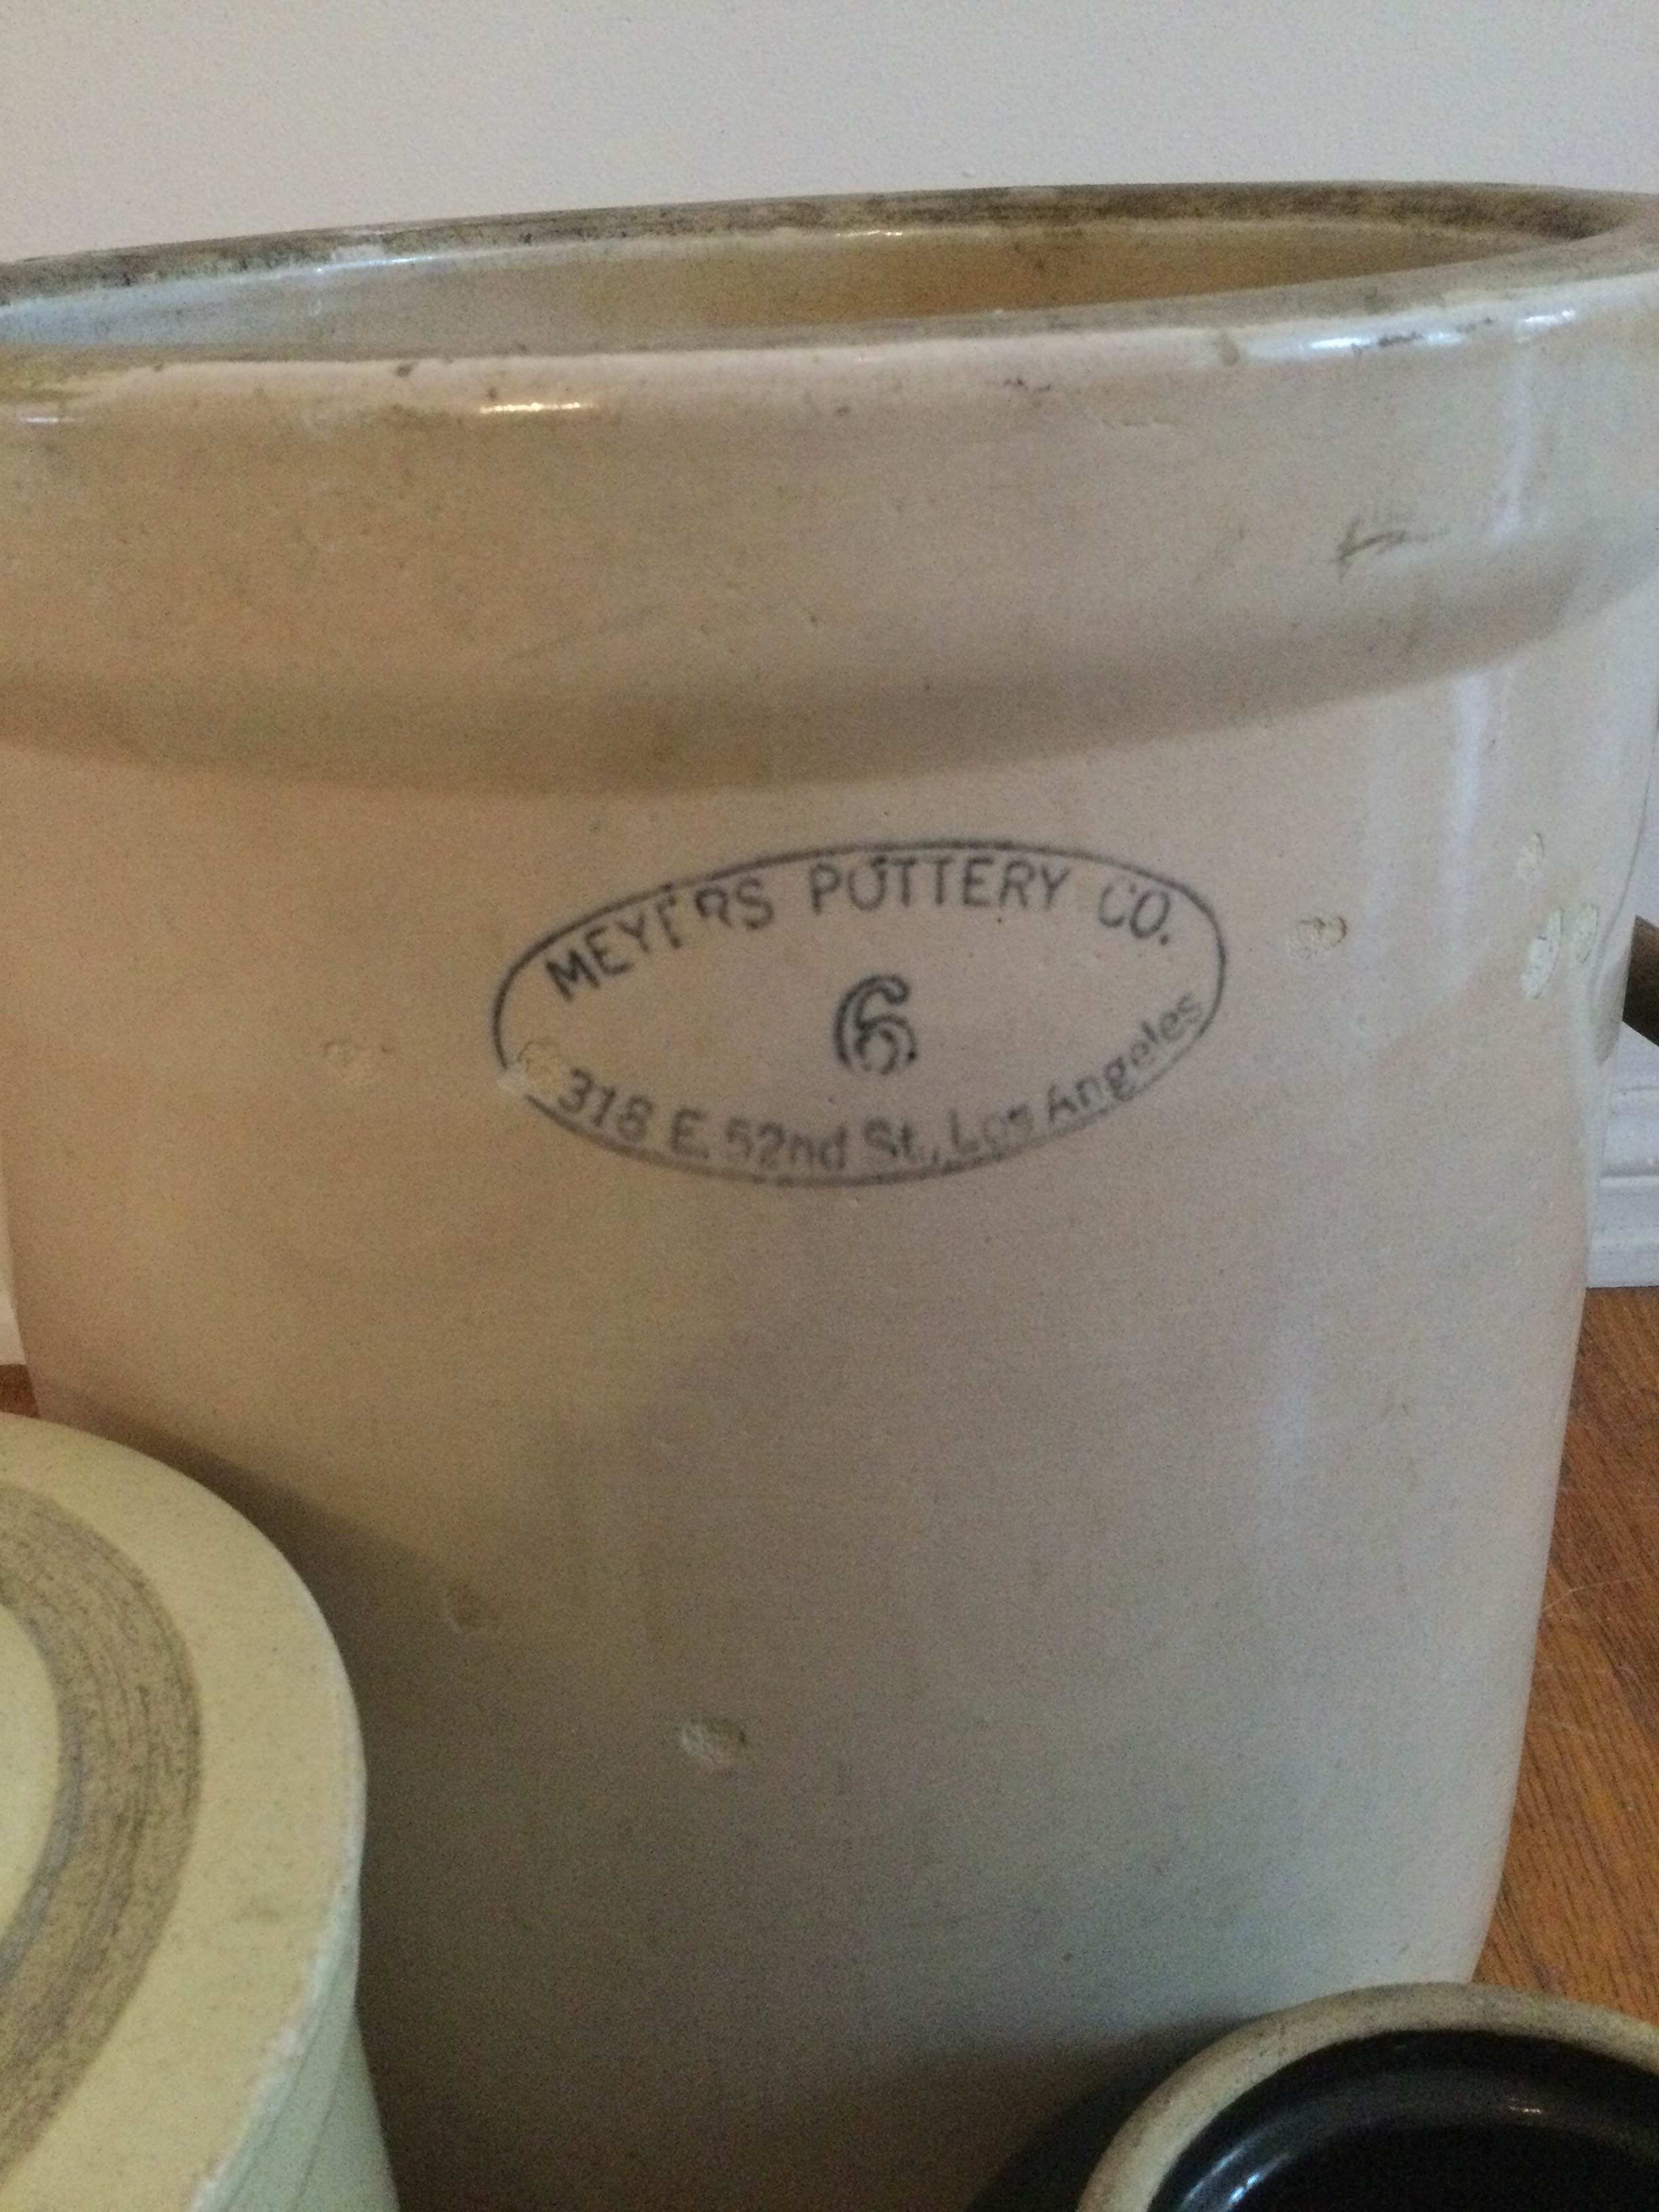 MEYERS POTTERY CO.
6
318 E. 52nd St., Los Angeles